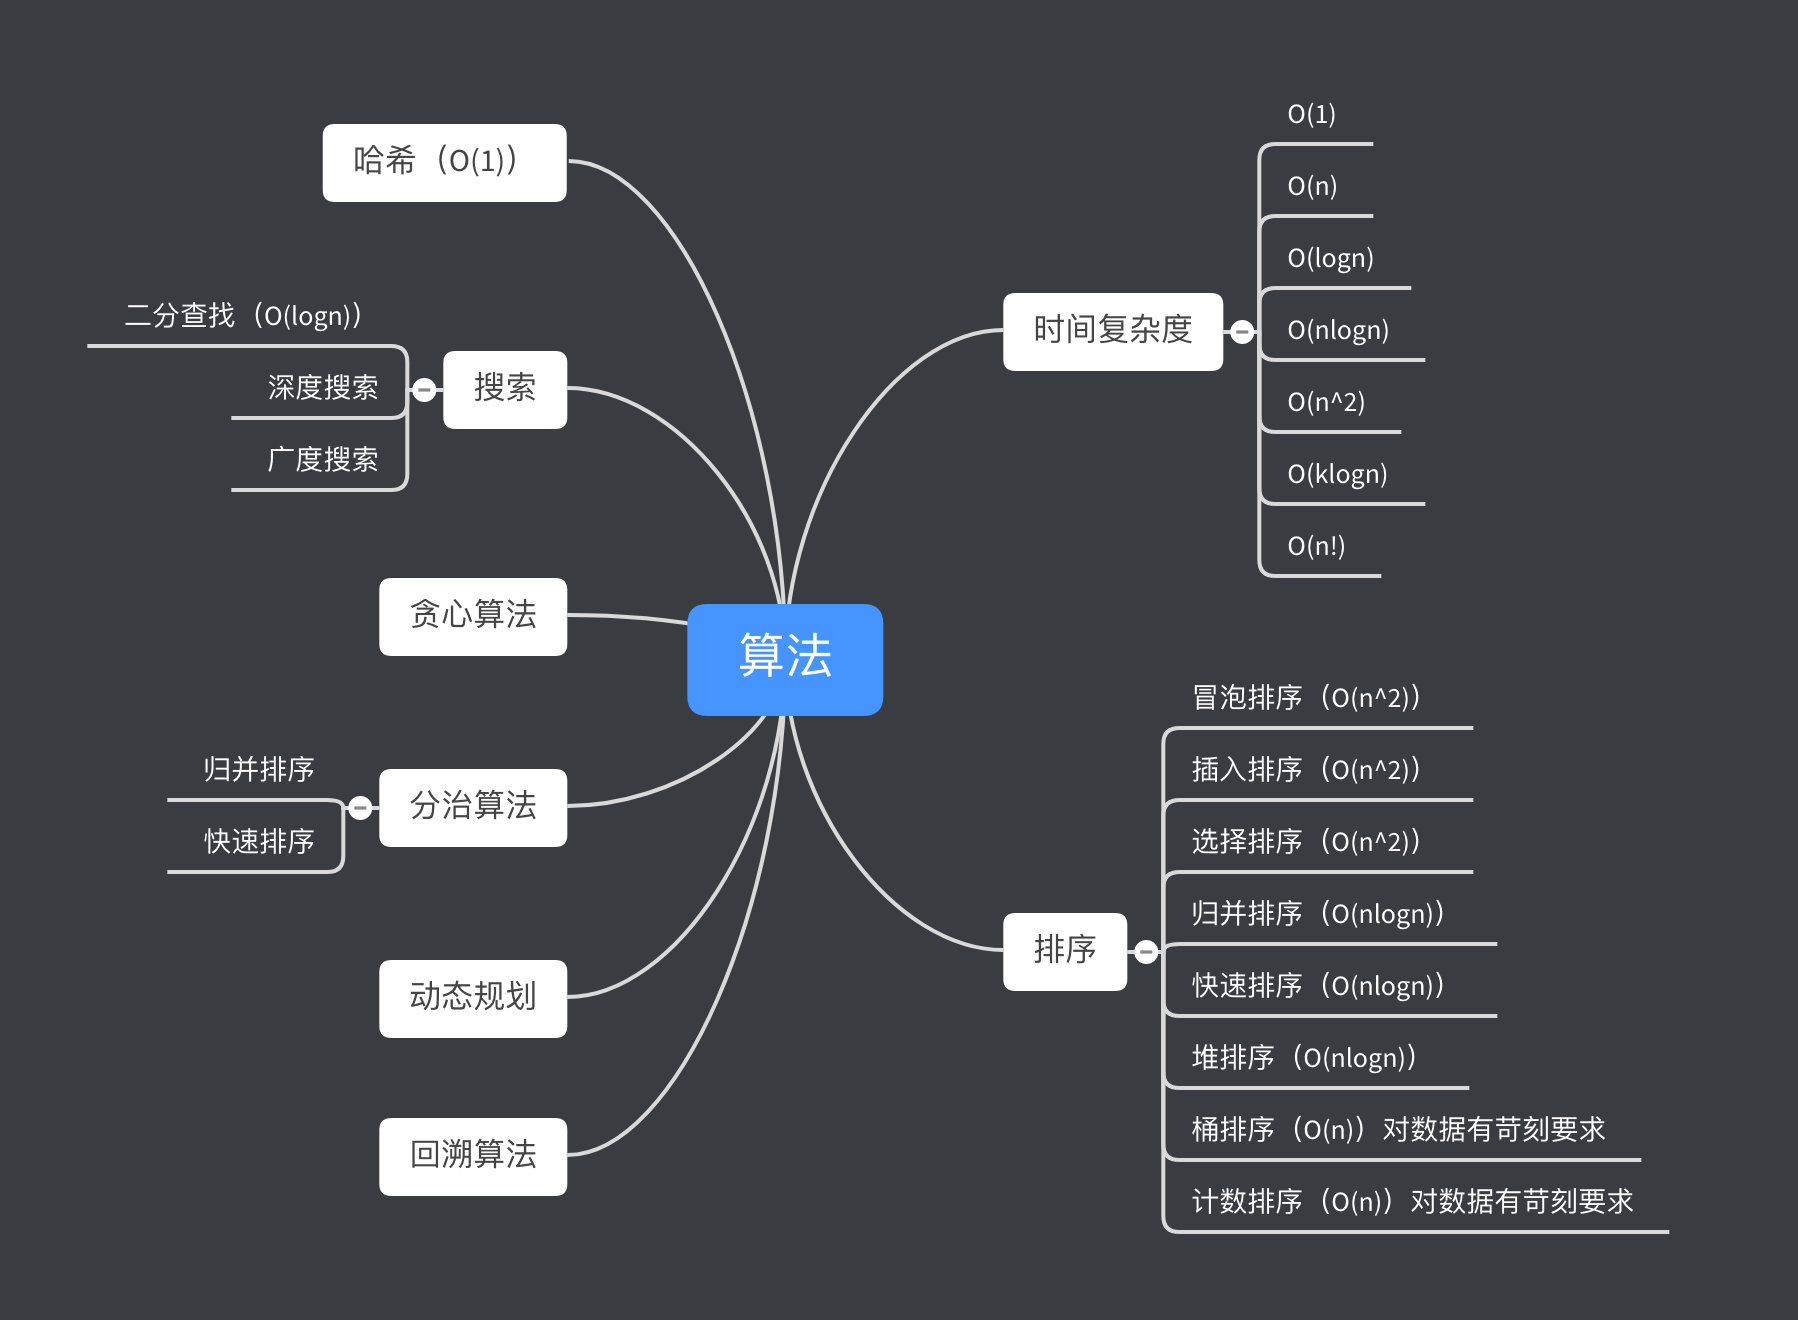 算法
哈希（O(1)）
搜索
二分查找（O(logn)）
深度搜索
广度搜索
贪心算法
分治算法
归并排序
快速排序
动态规划
回溯算法
时间复杂度
O(1)
O(n)
O(logn)
O(nlogn)
O(n^2)
O(klogn)
O(n!)
排序
冒泡排序（O(n^2)）
插入排序（O(n^2)）
选择排序（O(n^2)）
归并排序（O(nlogn)）
快速排序（O(nlogn)）
堆排序（O(nlogn)）
桶排序（O(n)）对数据有苛刻要求
计数排序（O(n)）对数据有苛刻要求